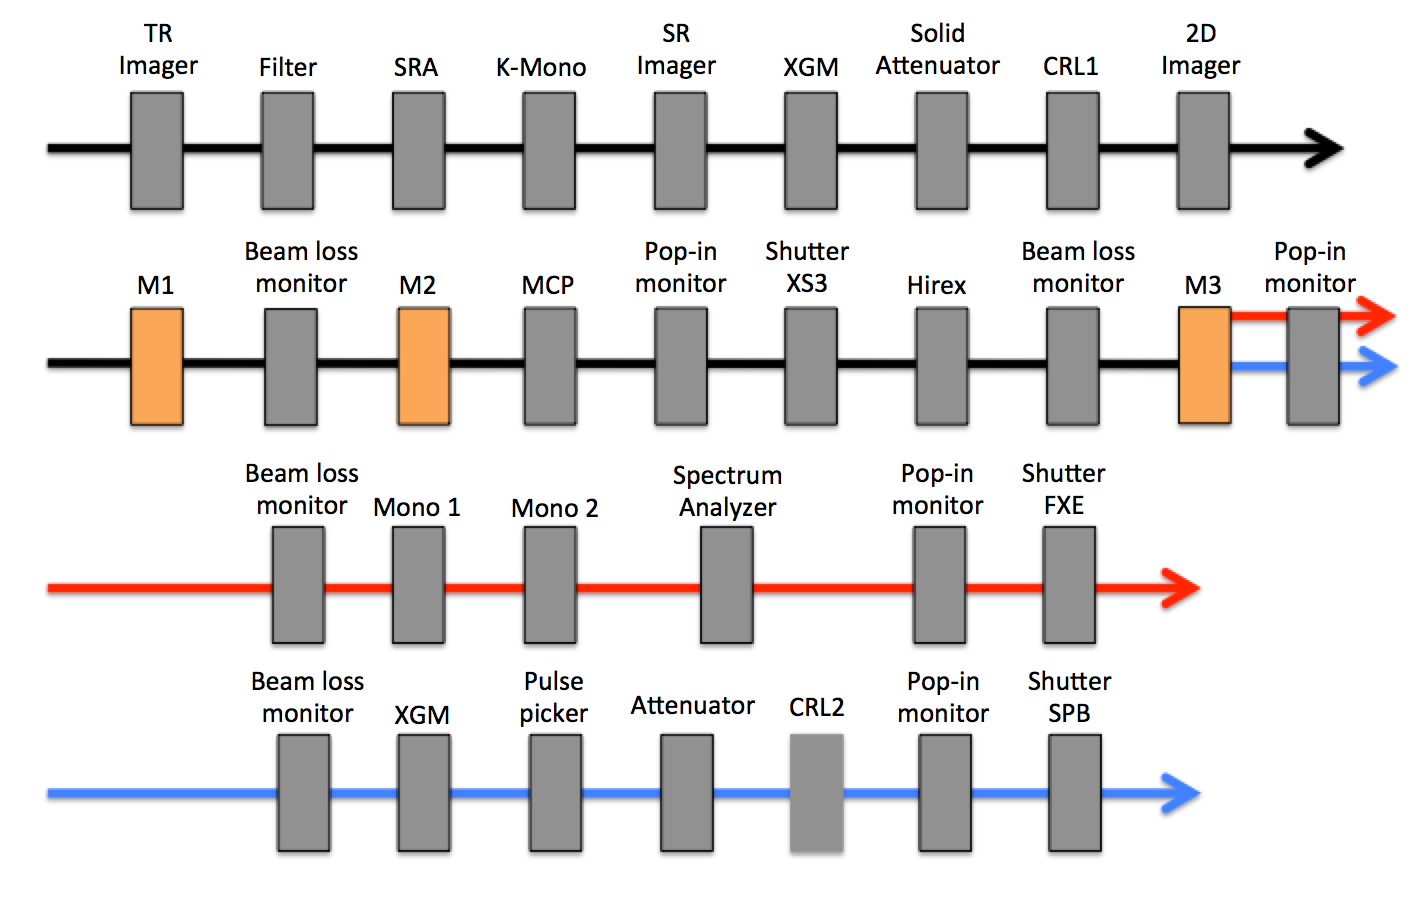 TR
Imager
Filter
SRA
K-Mono
SR
Imager
XGM
Solid
Attenuator
CRL1
2D
Imager
M1
Beam loss
monitor
M2
MCP
Pop-in
monitor
Shutter
XS3
Hirex
Beam loss
monitor
M3
Pop-in
monitor
Beam loss
monitor
Mono 1
Mono 2
Spectrum
Analyzer
Pop-in
monitor
Shutter
FXE
Beam loss
monitor
XGM
Pulse
picker
Attenuator
CRL2
Pop-in
monitor
Shutter
SPB